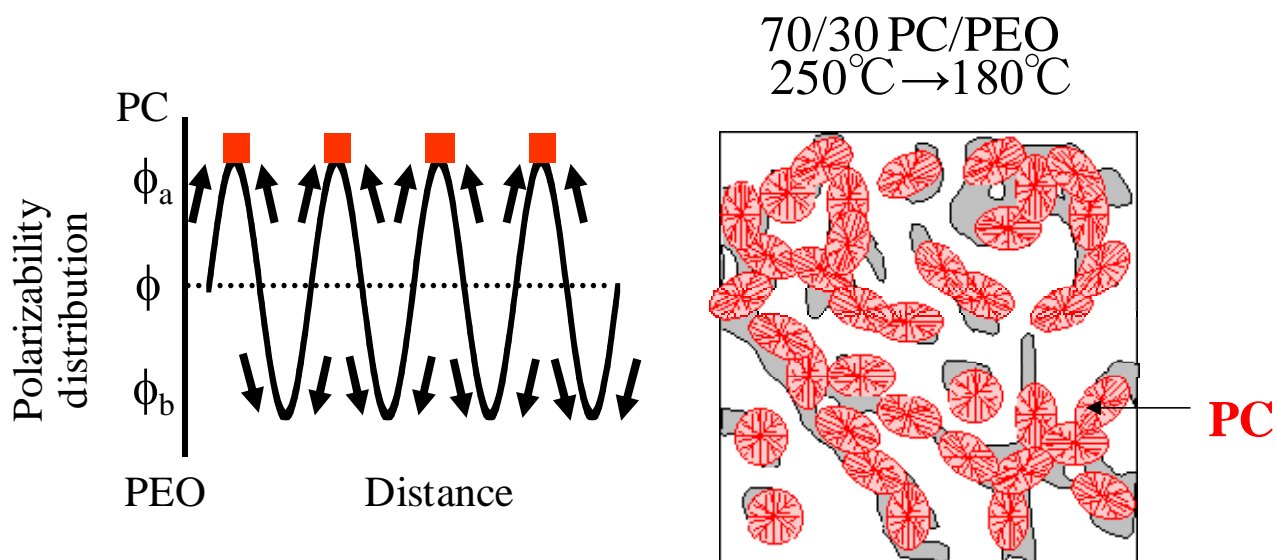 70/30 PC/PEO
250℃→180℃
PC
ϕa
ϕ
ϕb
Polarizability
distribution
PEO
Distance
PC